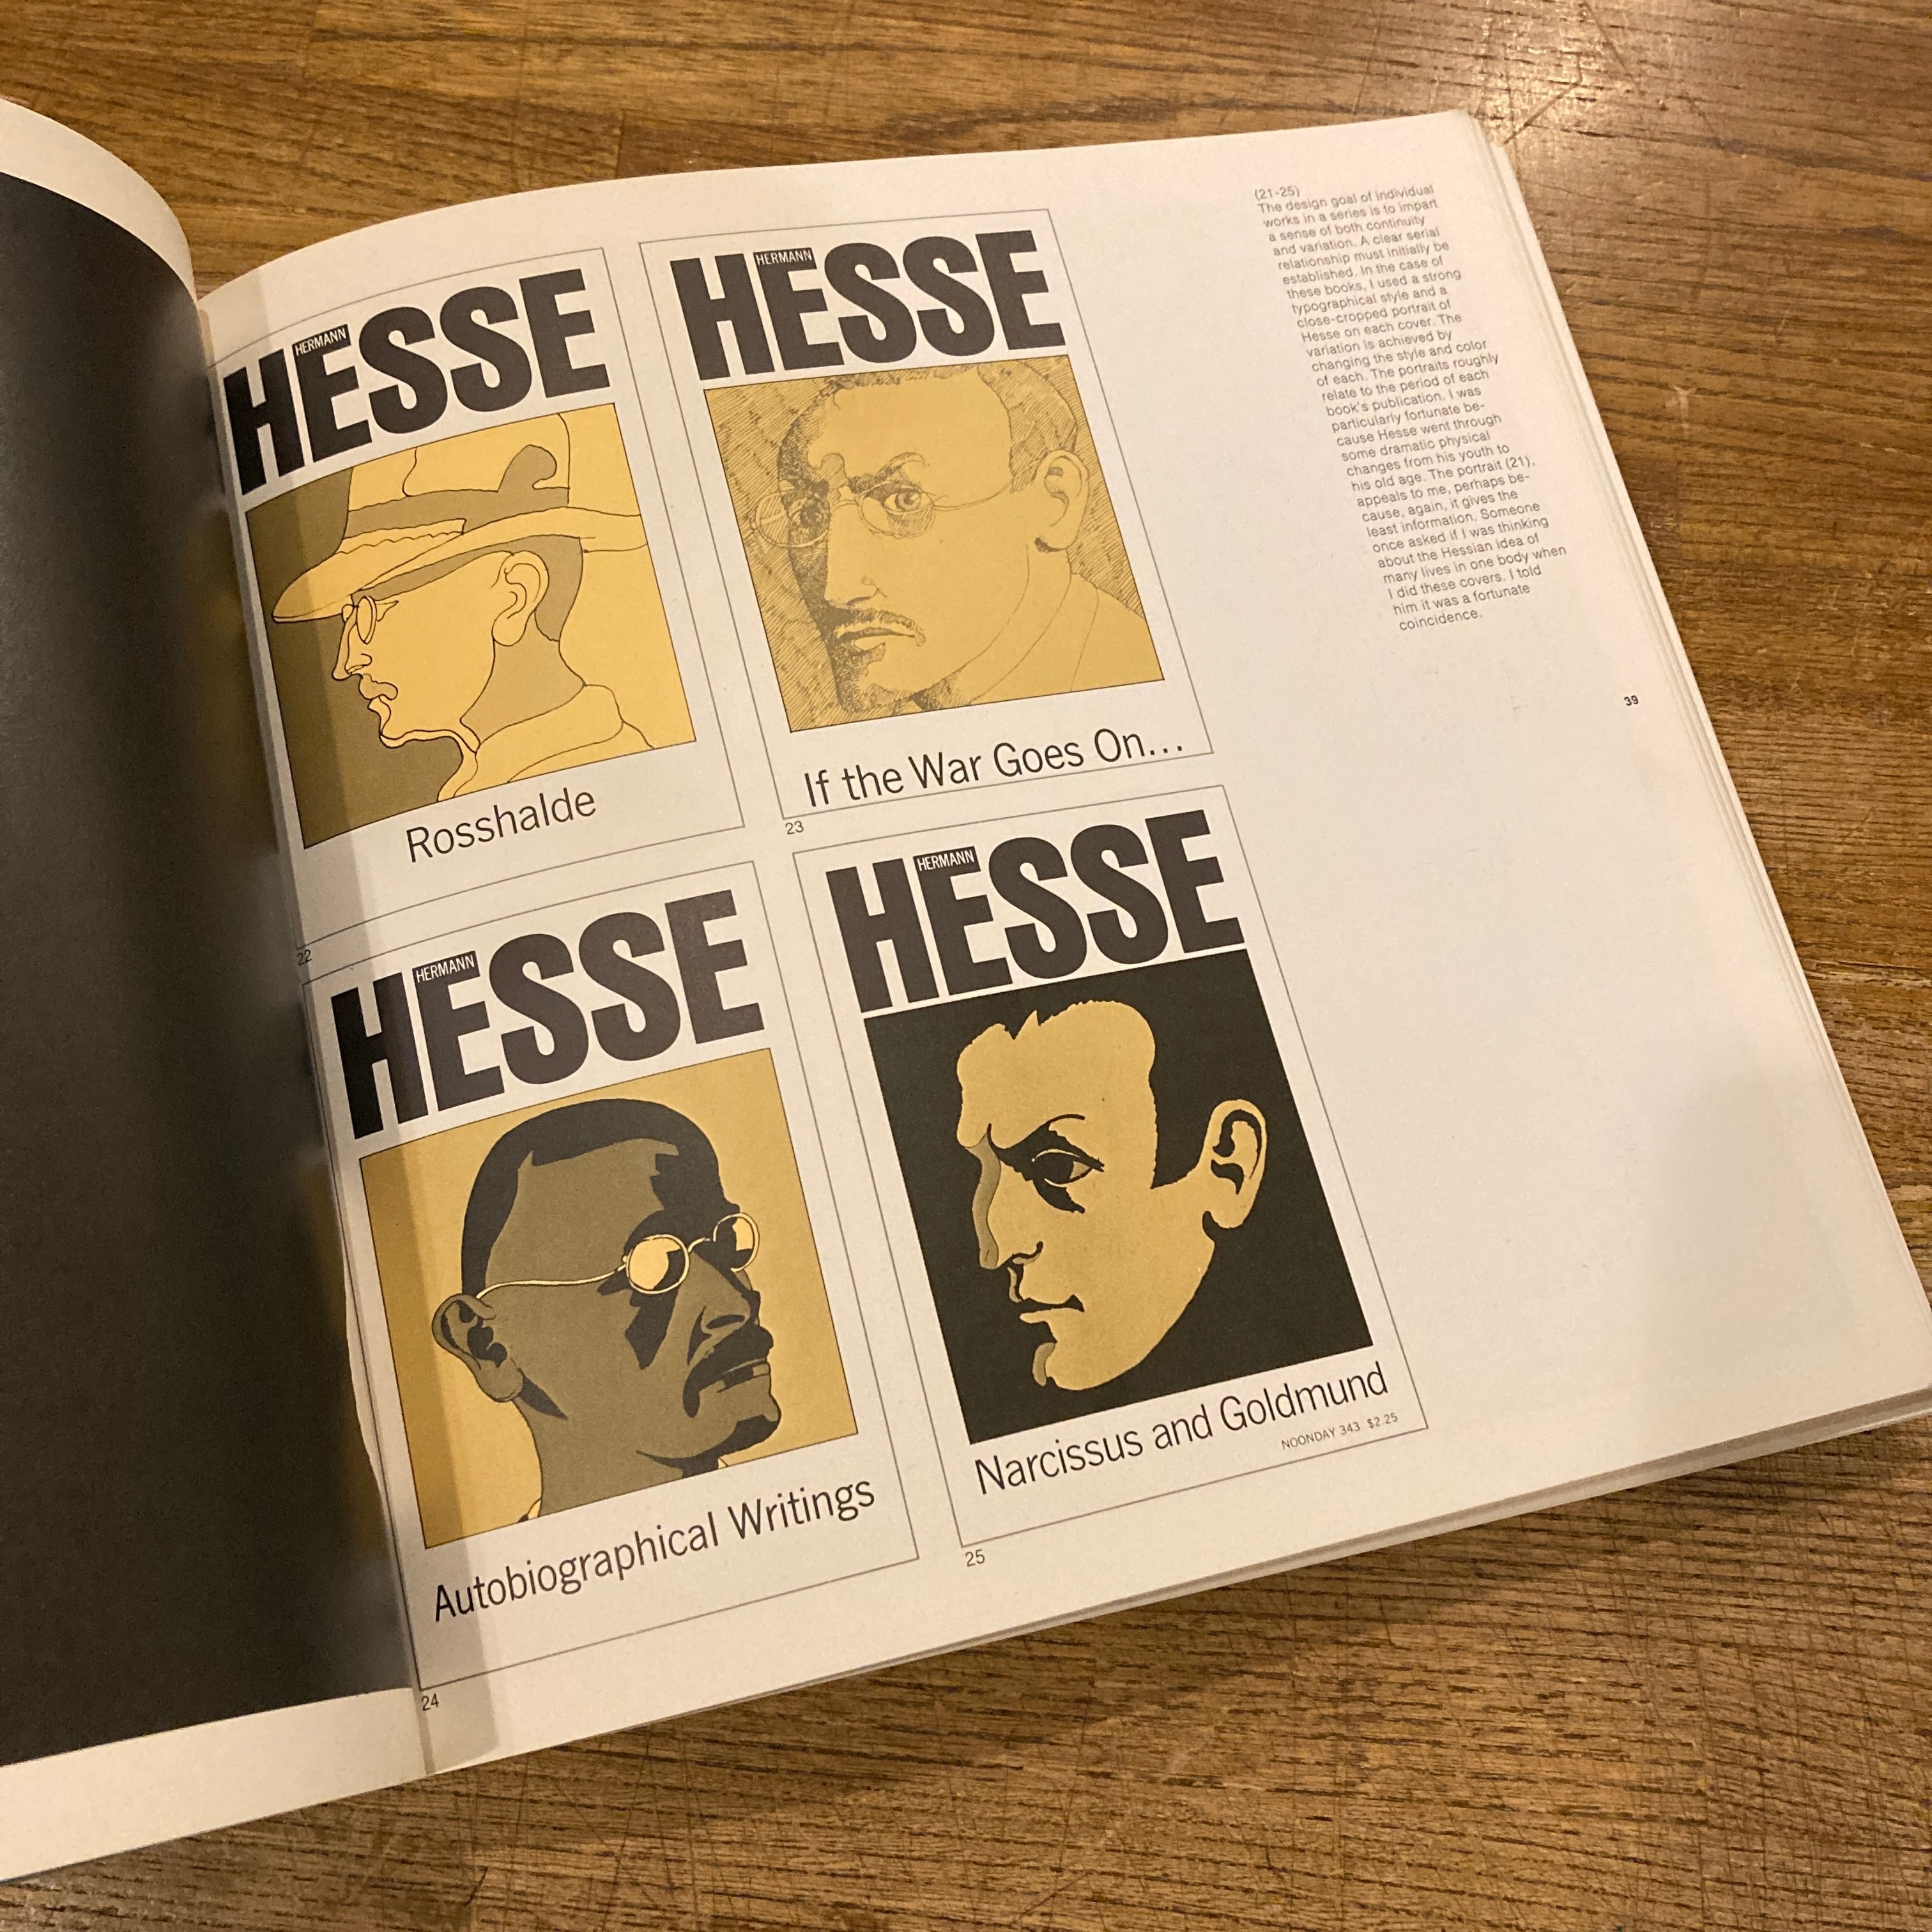 HERMANN
HESSE
Rosshalde
22
HERMANN
HESSE
If the War Goes On...
23
HERMANN
HESSE
Autobiographical Writings
24
HERMANN
HESSE
Narcissus and Goldmund
NOONDAY 343 $2.25
25
(21-25)
The design goal of individual
works in a series is to impart
a sense of both continuity
and variation. A clear serial
relationship must initially be
established. In the case of
these books, I used a strong
typographical style and a
close-cropped portrait of
Hesse on each cover. The
variation is achieved by
changing the style and color
of each. The portraits roughly
relate to the period of each
book's publication. I was
particularly fortunate be-
cause Hesse went through
some dramatic physical
changes from his youth to
his old age. The portrait (21),
appeals to me, perhaps be-
cause, again, it gives the
least information. Someone
once asked if I was thinking
about the Hessian idea of
many lives in one body when
I did these covers. I told
him it was a fortunate
coincidence.
39